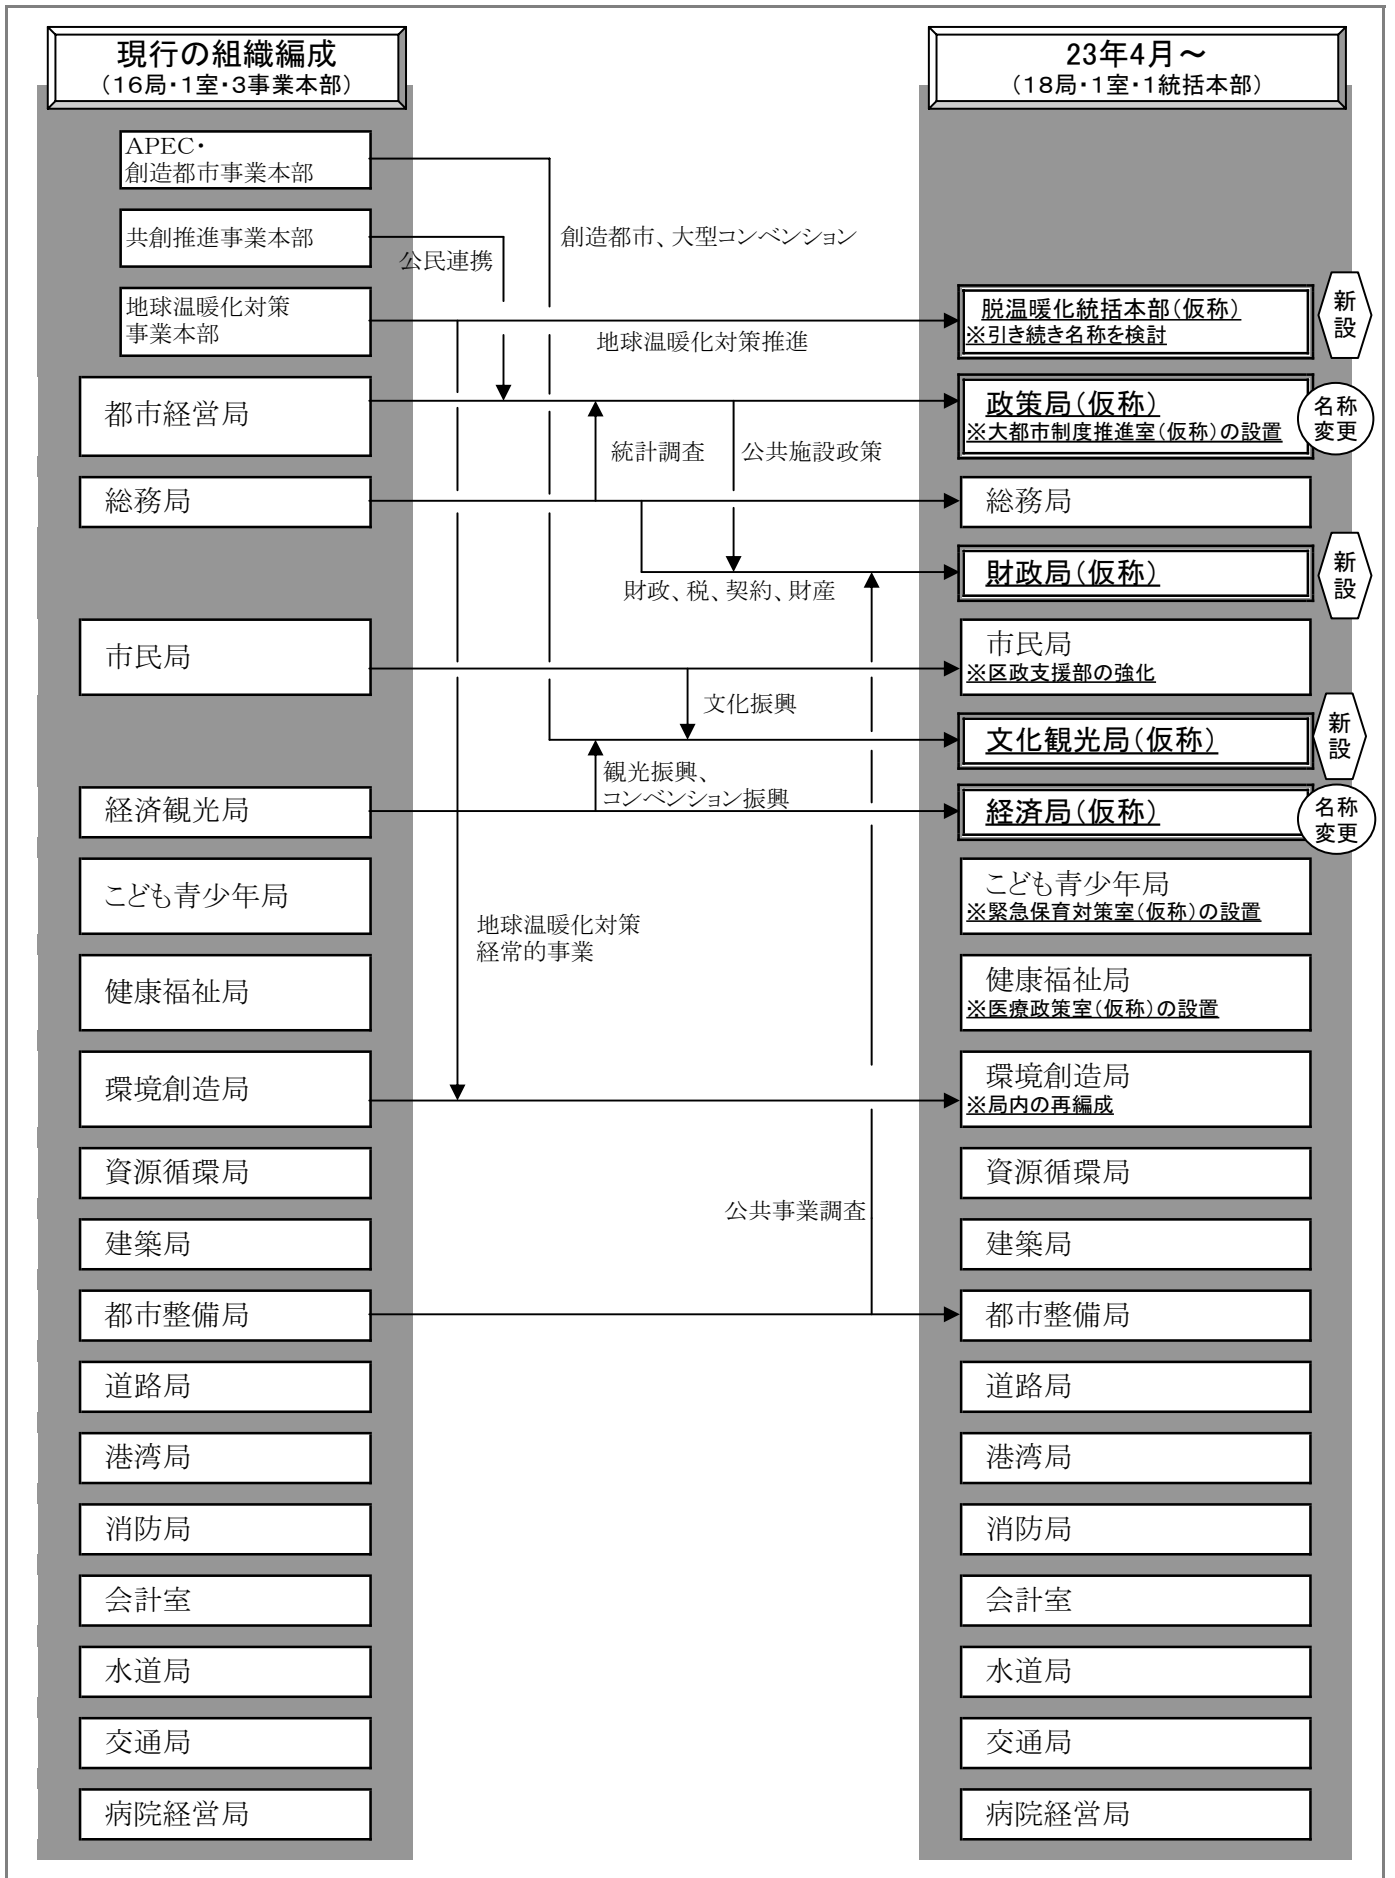 現行の組織編成
（16局・1室・3事業本部）
APEC・
創造都市事業本部
共創推進事業本部
地球温暖化対策
事業本部
都市経営局
総務局
市民局
経済観光局
こども青少年局
健康福祉局
環境創造局
資源循環局
建築局
都市整備局
道路局
港湾局
消防局
会計室
水道局
交通局
病院経営局
創造都市、大型コンベンション
公民連携
地球温暖化対策推進
統計調査
公共施設政策
財政、税、契約、財産
文化振興
観光振興、
コンベンション振興
地球温暖化対策
経常的事業
公共事業調査
23年4月～
（18局・1室・1統括本部）
脱温暖化統括本部（仮称）
※引き続き名称を検討
新
設
政策局（仮称）
※大都市制度推進室（仮称）の設置
名称
変更
総務局
財政局（仮称）
新
設
市民局
※区政支援部の強化
文化観光局（仮称）
新
設
経済局（仮称）
名称
変更
こども青少年局
※緊急保育対策室（仮称）の設置
健康福祉局
※医療政策室（仮称）の設置
環境創造局
※局内の再編成
資源循環局
建築局
都市整備局
道路局
港湾局
消防局
会計室
水道局
交通局
病院経営局